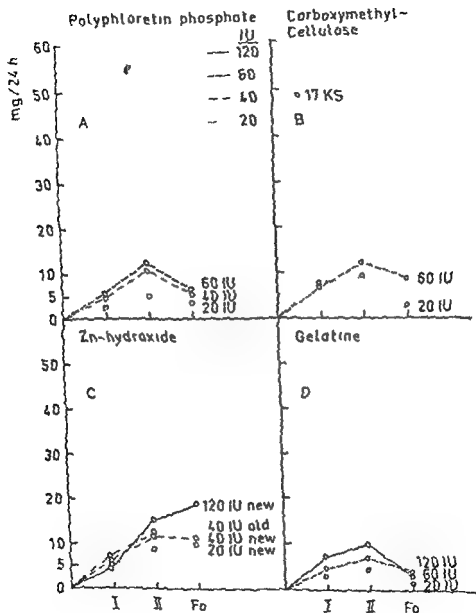 Polyphloretin phosphate
Carboxymethyl-
Cellulose
mg/24 h
60
50
40
30
20
10
5
0
IU
120
60
40
20
A
17 KS
B
60 IU
40 IU
20 IU
60 IU
20 IU
Zn-hydroxide
Gelatine
50
40
30
20
10
5
0
C
D
120 IU new
40 IU old
40 IU new
20 IU new
120 IU
60 IU
20 IU
I
II
Fo
I
II
Fo